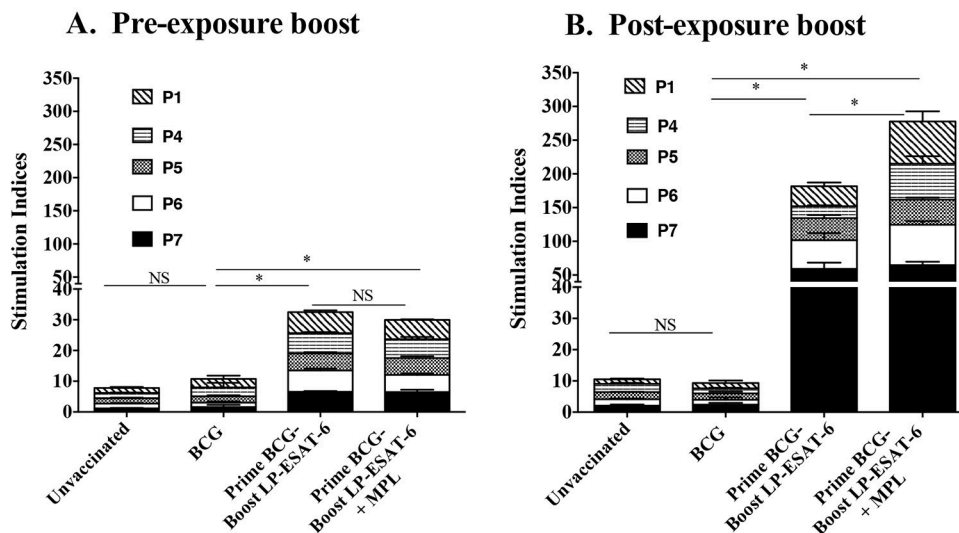 A. Pre-exposure boost
Stimulation Indices
350
300
250
200
150
100
50
40
30
20
10
0
P1
P4
P5
P6
P7
NS
*
*
NS
Unvaccinated
BCG
Prime BCG-
Boost LP-ESAT-6
Prime BCG-
Boost LP-ESAT-6
+ MPL
B. Post-exposure boost
Stimulation Indices
350
300
250
200
150
100
50
40
30
20
10
0
P1
P4
P5
P6
P7
*
*
*
NS
Unvaccinated
BCG
Prime BCG-
Boost LP-ESAT-6
Prime BCG-
Boost LP-ESAT-6
+ MPL